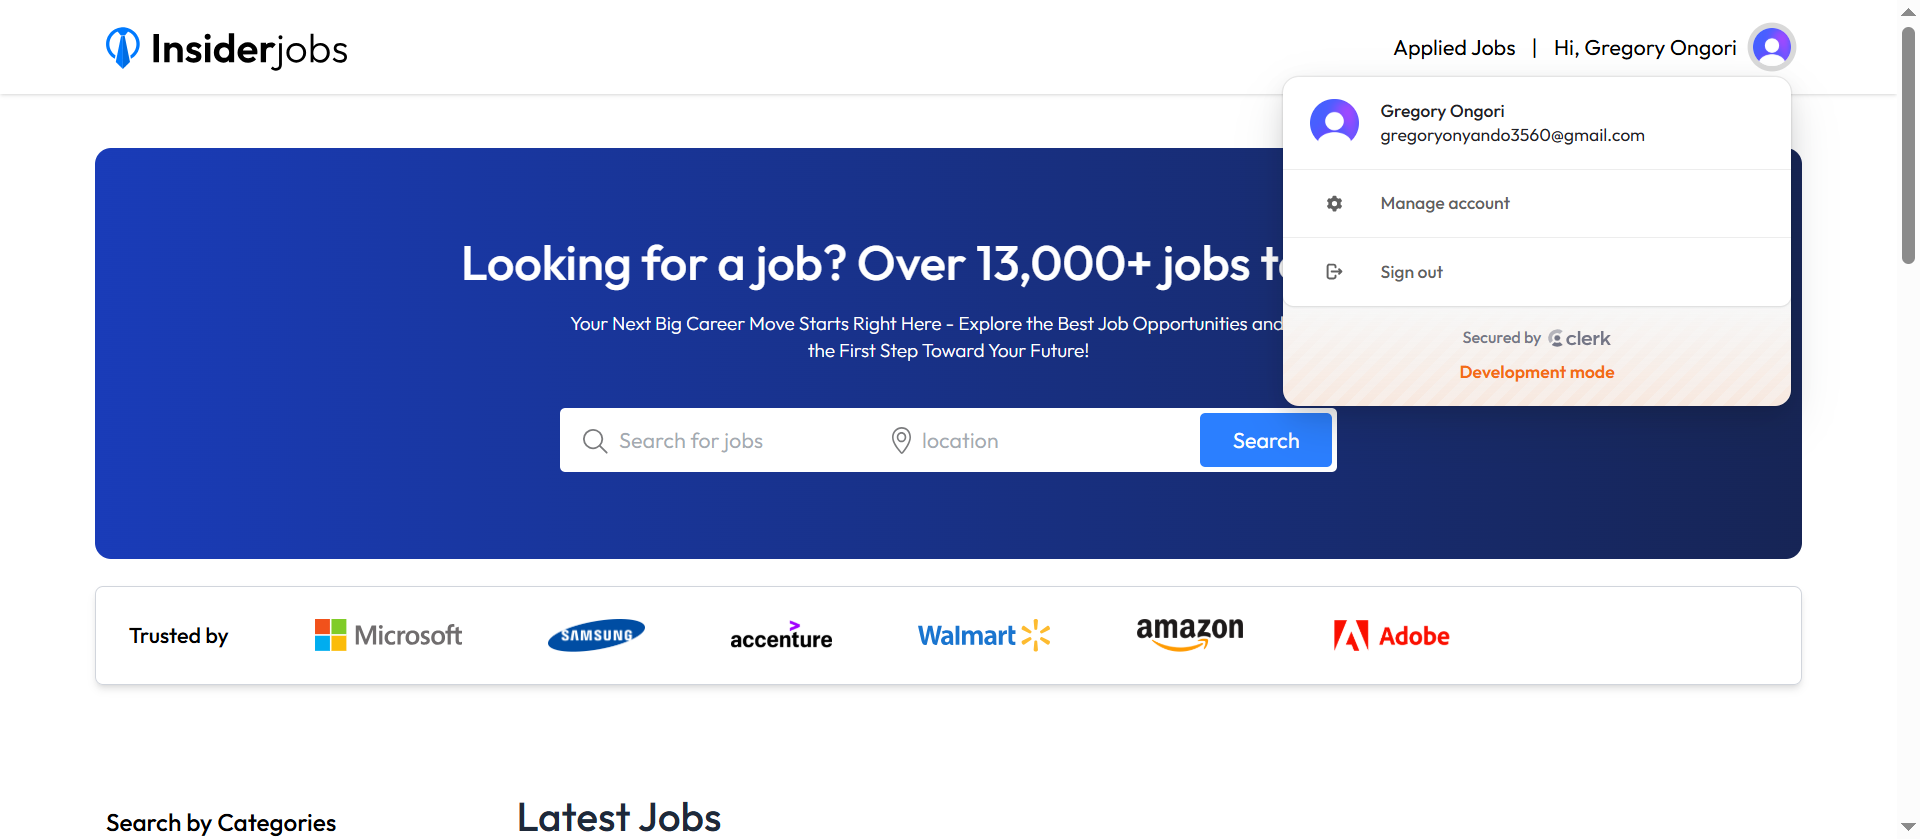 Insiderjobs
Applied Jobs | Hi, Gregory Ongori
Gregory Ongori
gregoryonyando3560@gmail.com
Manage account
Sign out
Secured by clerk
Development mode
Looking for a job? Over 13,000+ jobs
Your Next Big Career Move Starts Right Here - Explore the Best Job Opportunities and
the First Step Toward Your Future!
Search for jobs
location
Search
Trusted by
Microsoft
SAMSUNG
accenture
Walmart
amazon
Adobe
Search by Categories
Latest Jobs